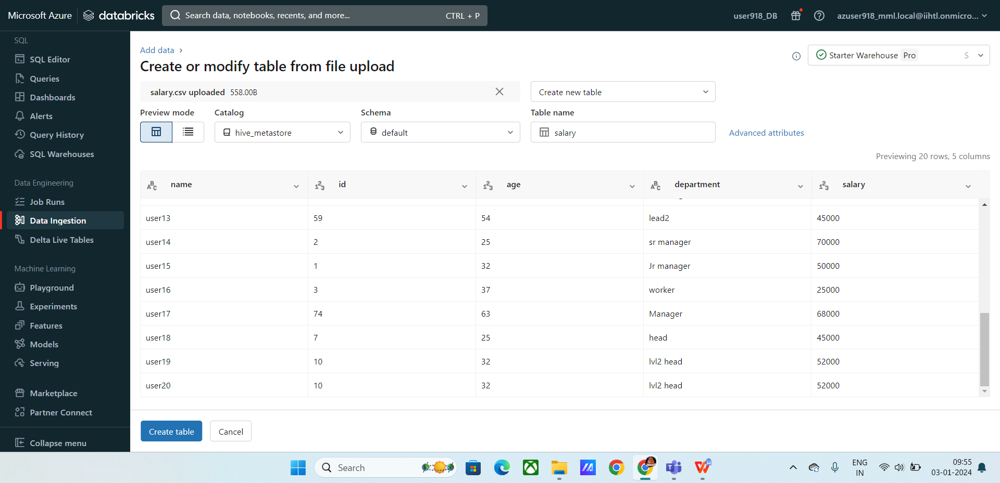 Microsoft Azure
databricks
Search data, notebooks, recents, and more...
CTRL + P
user918_DB
azuser918_mml.local@iihtl.onmicro...
SQL
SQL Editor
Queries
Dashboards
Alerts
Query History
SQL Warehouses
Data Engineering
Job Runs
Data Ingestion
Delta Live Tables
Machine Learning
Playground
Experiments
Features
Models
Serving
Marketplace
Partner Connect
Collapse menu
Add data
Create or modify table from file upload
Starter Warehouse Pro S
salary.csv uploaded 558.00B
Create new table
Preview mode Catalog Schema Table name
hive_metastore default salary Advanced attributes
Previewing 20 rows, 5 columns
name id age department salary
user13 59 54 lead2 45000
user14 2 25 sr manager 70000
user15 1 32 Jr manager 50000
user16 3 37 worker 25000
user17 74 63 Manager 68000
user18 7 25 head 45000
user19 10 32 lvl2 head 52000
user20 10 32 lvl2 head 52000
Create table Cancel
Search
ENG
IN
09:55
03-01-2024